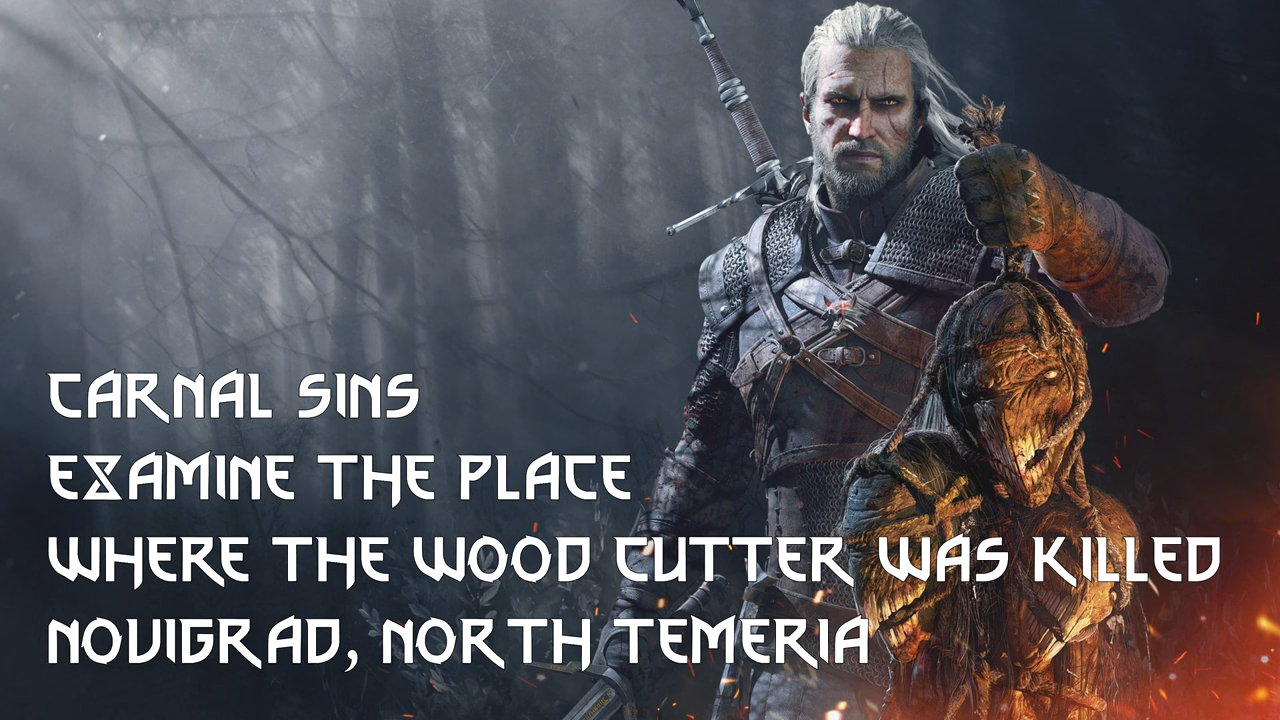 CARNAL SINS
EXAMINE THE PLACE
WHERE THE WOOD CUTTER WAS KILLED
NOVIGRAD, NORTH TEMERIA